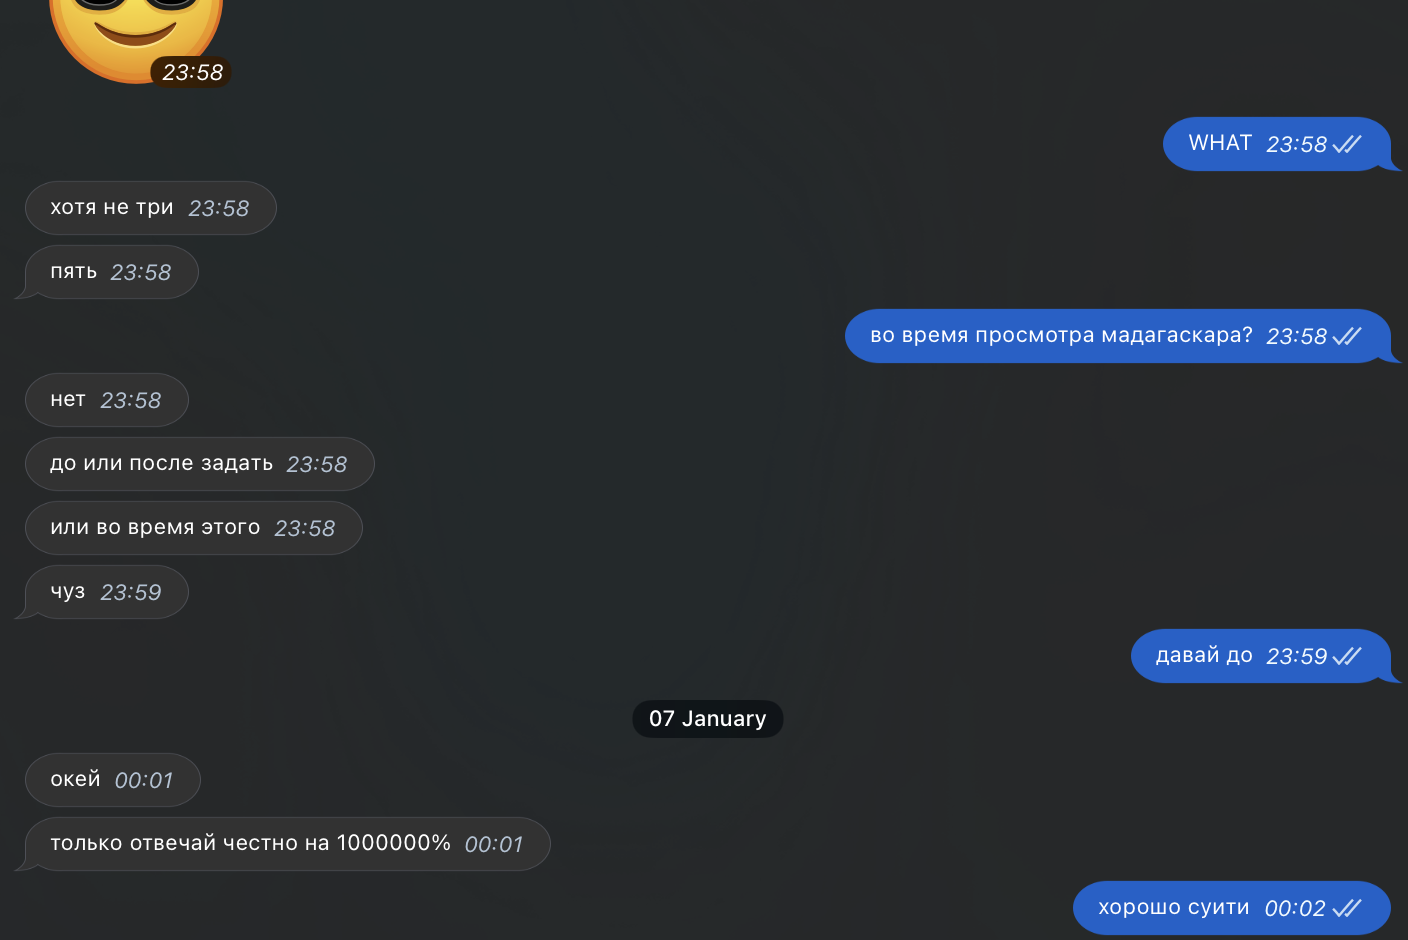 23:58
WHAT 23:58
хотя не три 23:58
пять 23:58
во время просмотра мадагаскара? 23:58
нет 23:58
до или после задать 23:58
или во время этого 23:58
чуз 23:59
давай до 23:59
07 January
окей 00:01
только отвечай честно на 1000000% 00:01
хорошо суити 00:02